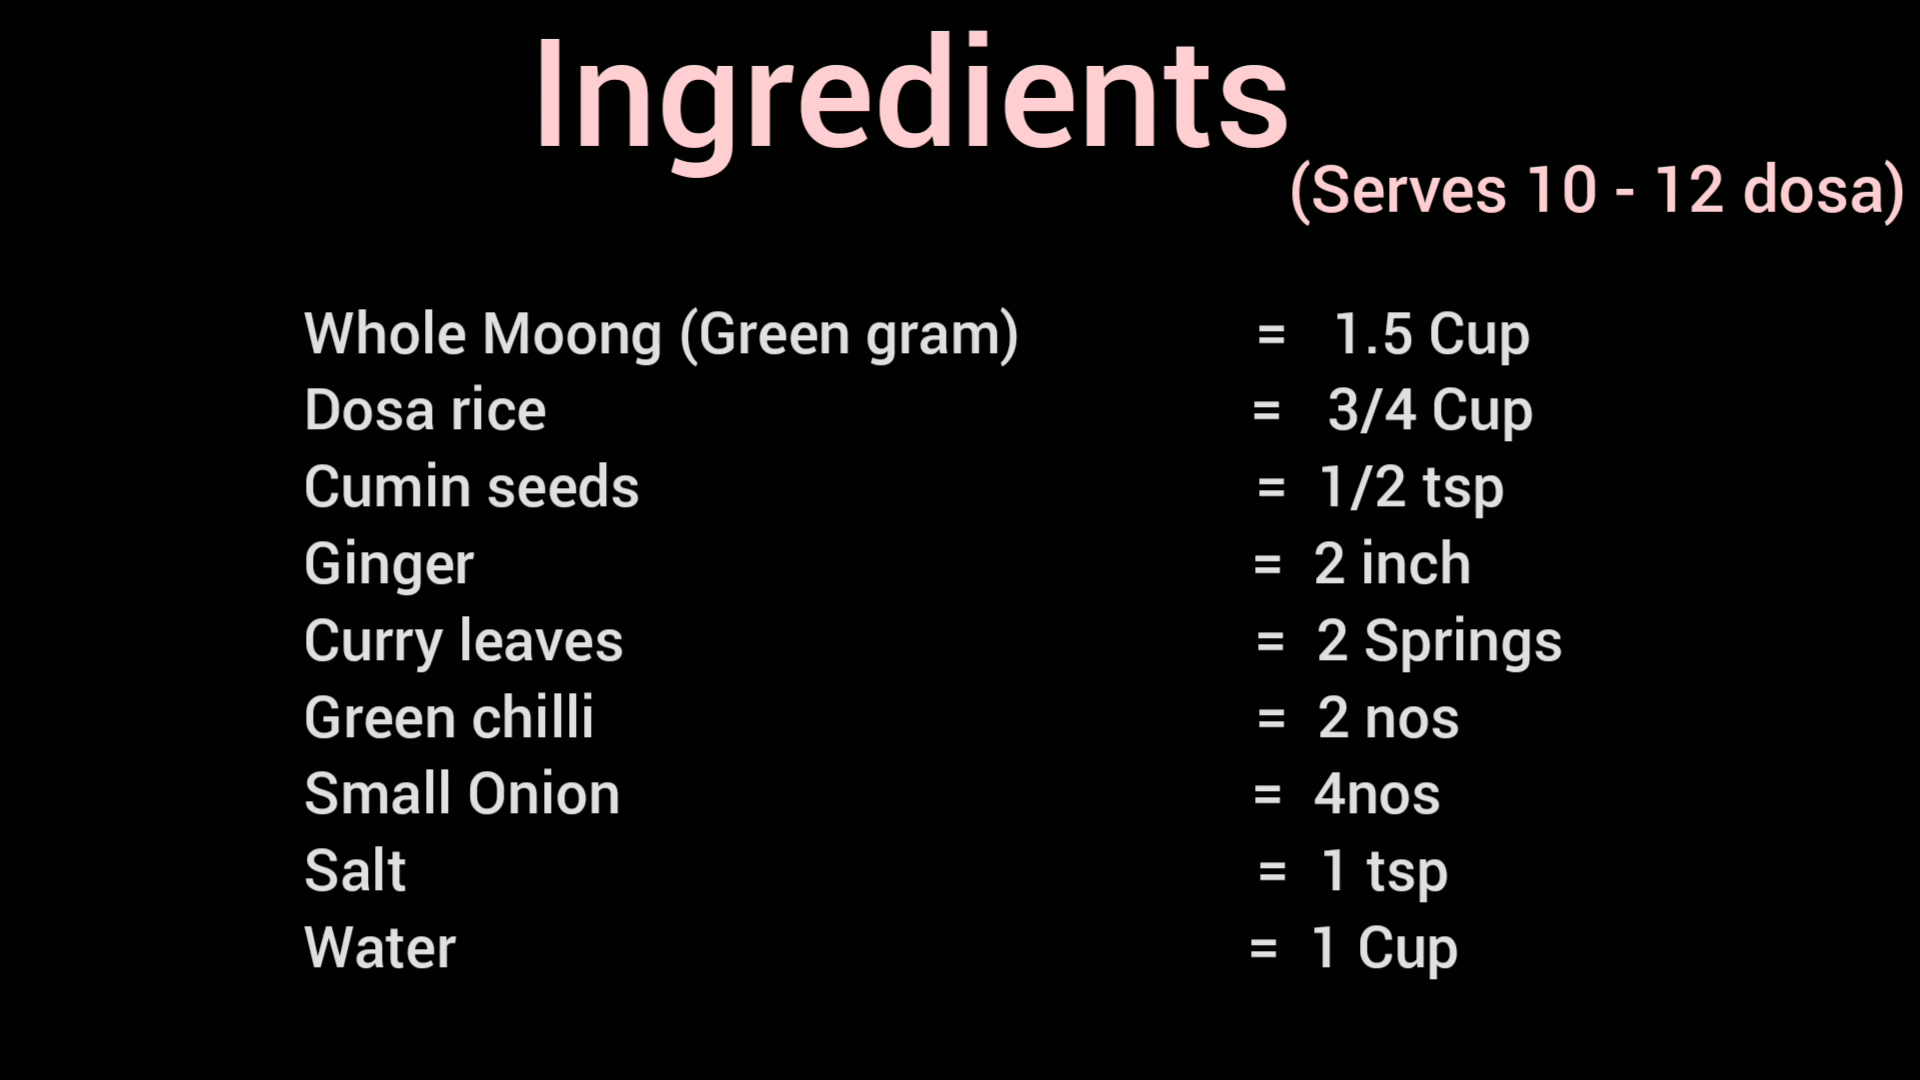 Ingredients
(Serves 10 - 12 dosa)
Whole Moong (Green gram) = 1.5 Cup
Dosa rice = 3/4 Cup
Cumin seeds = 1/2 tsp
Ginger = 2 inch
Curry leaves = 2 Springs
Green chilli = 2 nos
Small Onion = 4nos
Salt = 1 tsp
Water = 1 Cup